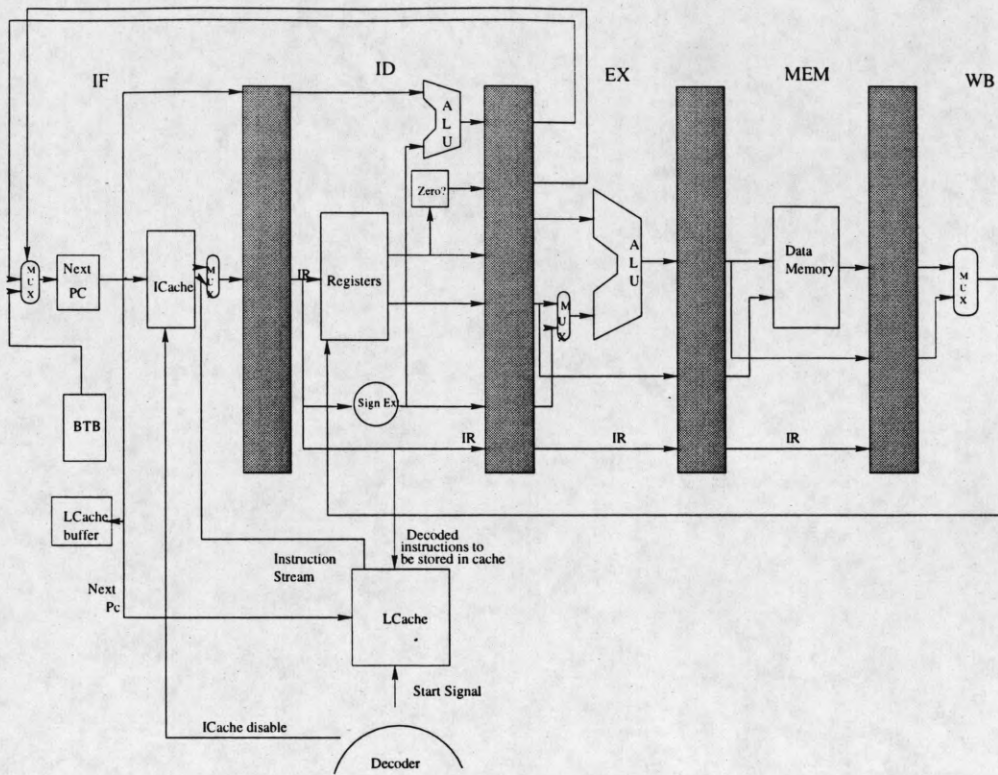 IF
ID
EX
MEM
WB
A
L
U
Zero?
M
U
X
Next
PC
ICache
M
U
X
IR
Registers
M
U
X
A
L
U
Data
Memory
M
U
X
BTB
Sign Ex
IR
IR
IR
LCache
buffer
Decoded
instructions to
be stored in cache
Instruction
Stream
Next
Pc
LCache
Start Signal
ICache disable
Decoder